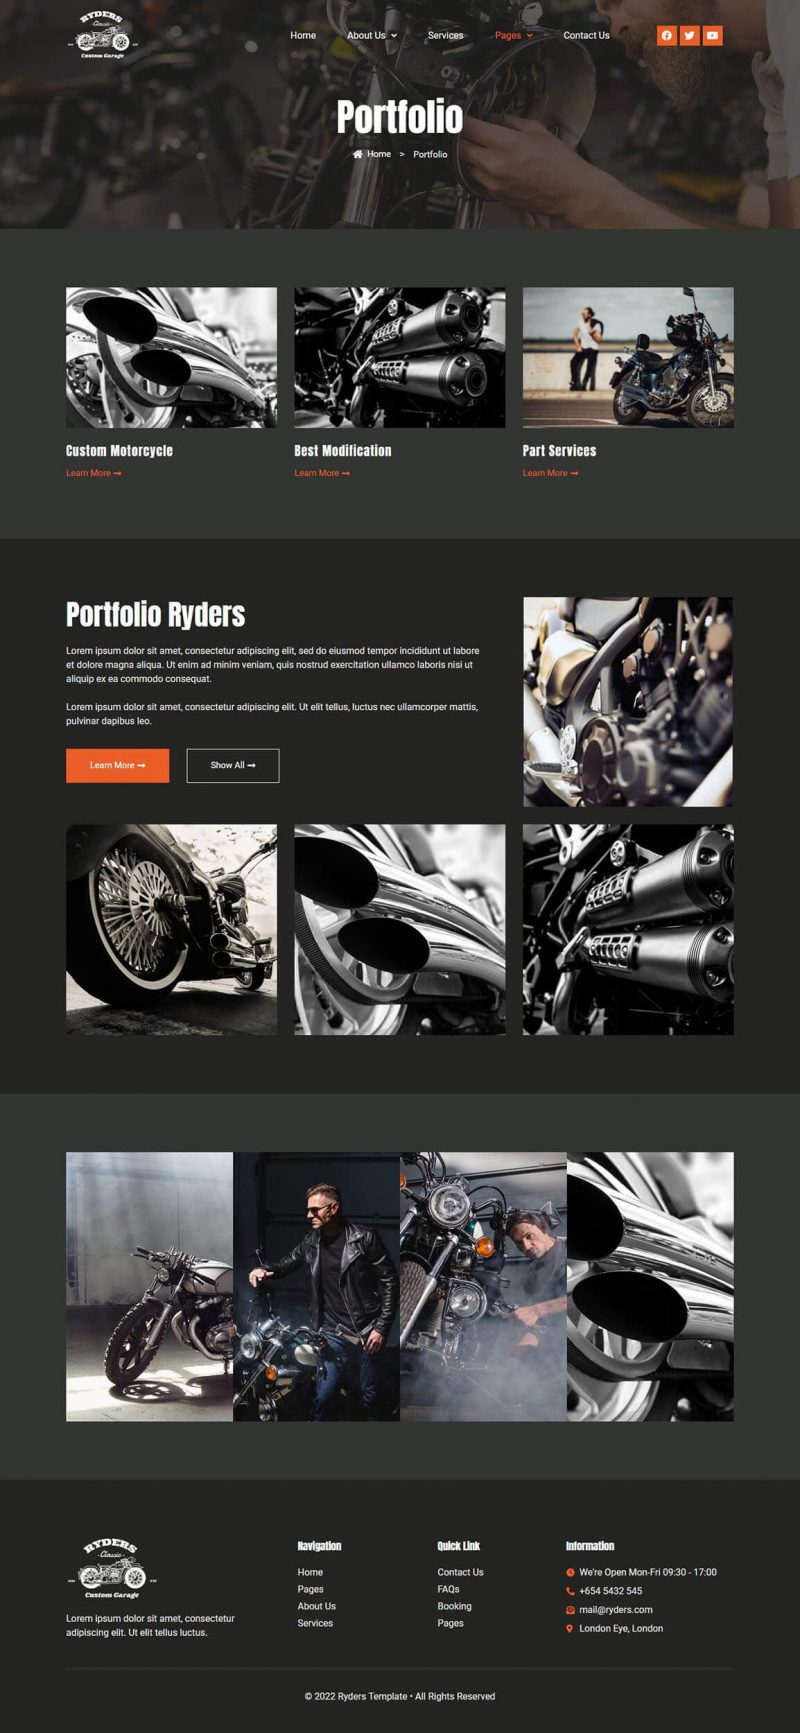 RYDERS
Classic
Custom Garage
Home
About Us
Services
Pages
Contact Us
Portfolio
Home > Portfolio
Custom Motorcycle
Learn More
Best Modification
Learn More
Part Services
Learn More
Portfolio Ryders
Lorem ipsum dolor sit amet, consectetur adipiscing elit, sed do eiusmod tempor incididunt ut labore
et dolore magna aliqua. Ut enim ad minim veniam, quis nostrud exercitation ullamco laboris nisi ut
aliquip ex ea commodo consequat.
Lorem ipsum dolor sit amet, consectetur adipiscing elit. Ut elit tellus, luctus nec ullamcorper mattis,
pulvinar dapibus leo.
Learn More
Show All
RYDERS
Classic
Custom Garage
Lorem ipsum dolor sit amet, consectetur
adipiscing elit. Ut elit tellus luctus.
Navigation
Home
Pages
About Us
Services
Quick Link
Contact Us
FAQs
Booking
Pages
Information
We're Open Mon-Fri 09:30 - 17:00
+654 5432 545
mail@ryders.com
London Eye, London
© 2022 Ryders Template • All Rights Reserved